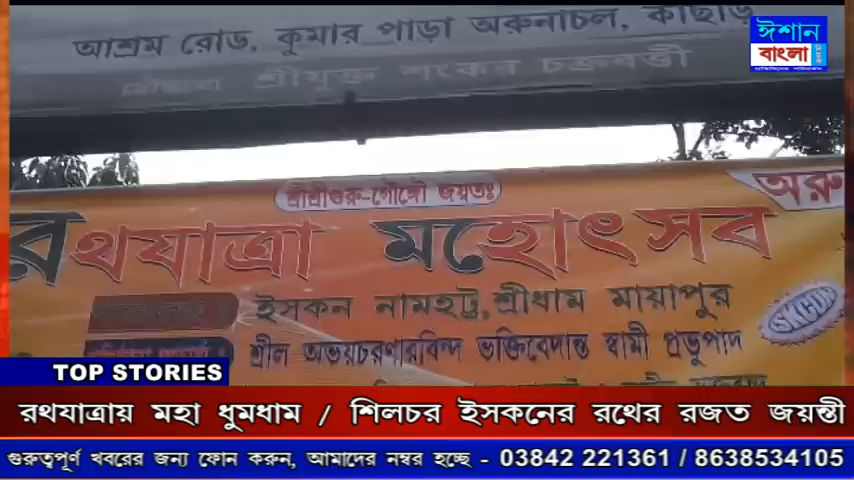 আশ্রম রোড, কুমার পাড়া অরুনাচল, কাছাড়
শ্রীযুক্ত শংকর চক্রবর্ত্তী
ঈশান
বাংলা
শ্রীশ্রীগুরু-গৌঙ্গৌ জয়তঃ
অরু
রথযাত্রা মহোৎসব
ইসকন নামহট্ট, শ্রীধাম মায়াপুর
SKCON
শ্রীল অভয়চরণারবিন্দ ভক্তিবেদান্ত স্বামী প্রভুপাদ
TOP STORIES
রথযাত্রায় মহা ধুমধাম / শিলচর ইসকনের রথের রজত জয়ন্তী
গুরুত্বপূর্ণ খবরের জন্য ফোন করুন, আমাদের নম্বর হচ্ছে - 03842 221361 / 8638534105